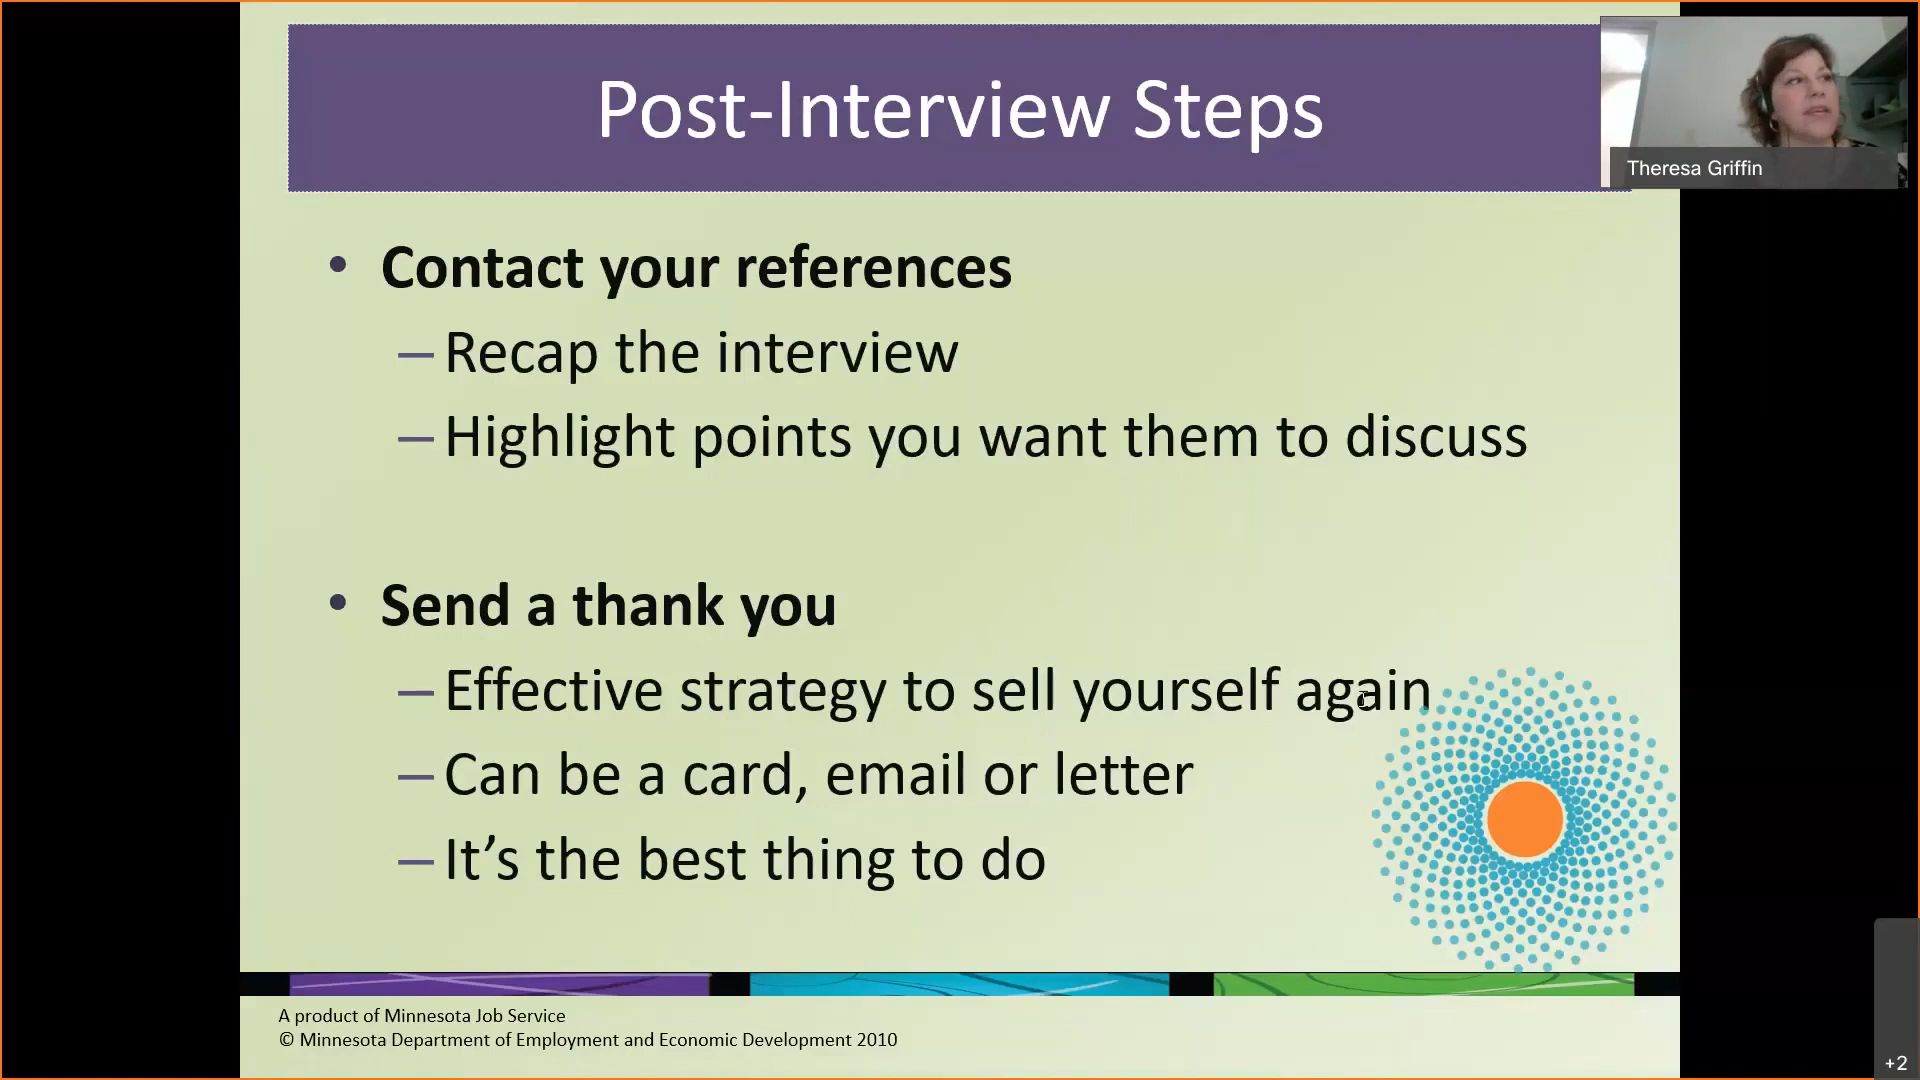 Post-Interview Steps
Theresa Griffin
• Contact your references
– Recap the interview
– Highlight points you want them to discuss
• Send a thank you
– Effective strategy to sell yourself again
– Can be a card, email or letter
– It’s the best thing to do
A product of Minnesota Job Service
© Minnesota Department of Employment and Economic Development 2010
+2